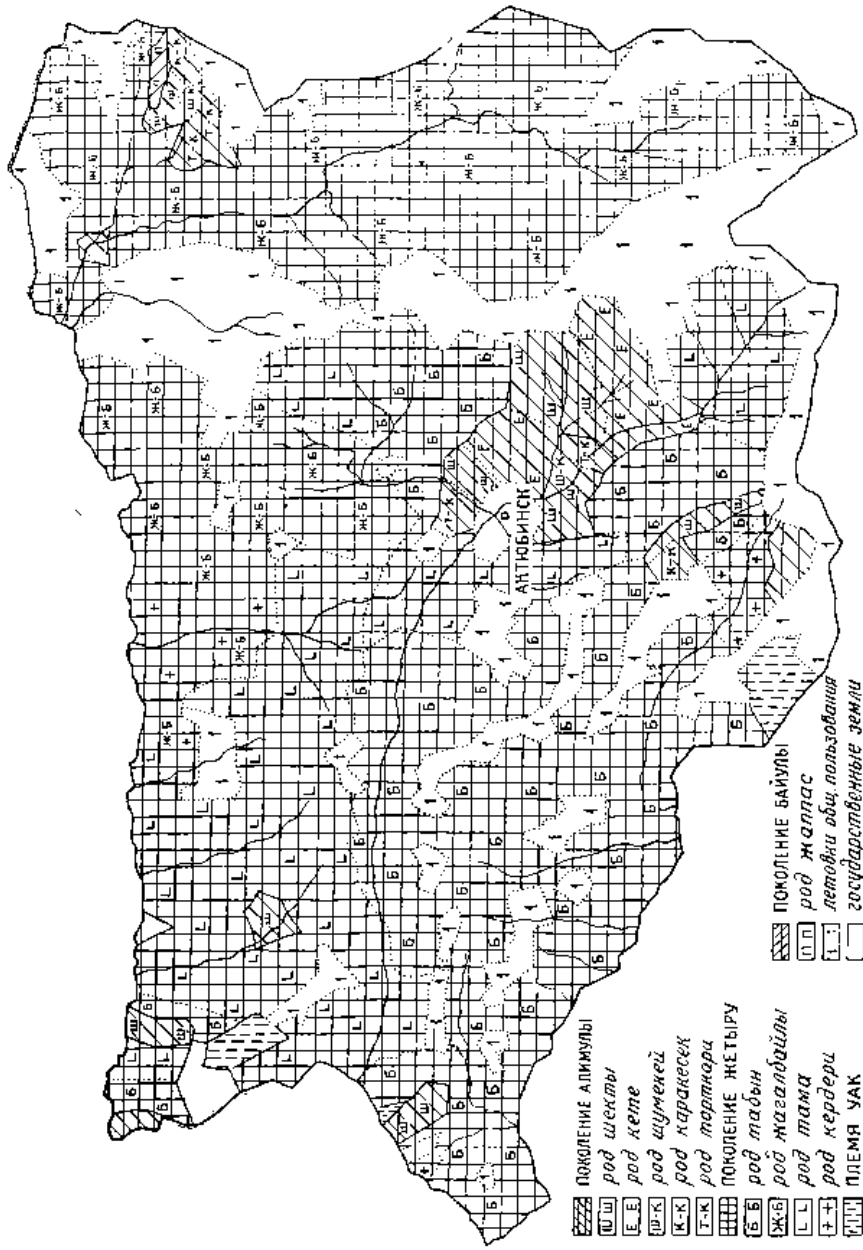 АКТЮБИНСК
ПОКОЛЕНИЕ АЛИМУЛЫ
Ш Ш род шекты
Е Е род кете
Ш-К род шумекей
К-К род каракесек
Т-К род торткара
ПОКОЛЕНИЕ ЖЕТЫРУ
Б Б род табын
Ж-Б род жагалбайлы
L L род тама
+ + род кердери
ПЛЕМЯ УАК
ПОКОЛЕНИЕ БАЙУЛЫ
П П род жаппас
1 летовки общ. пользования
государственные земли